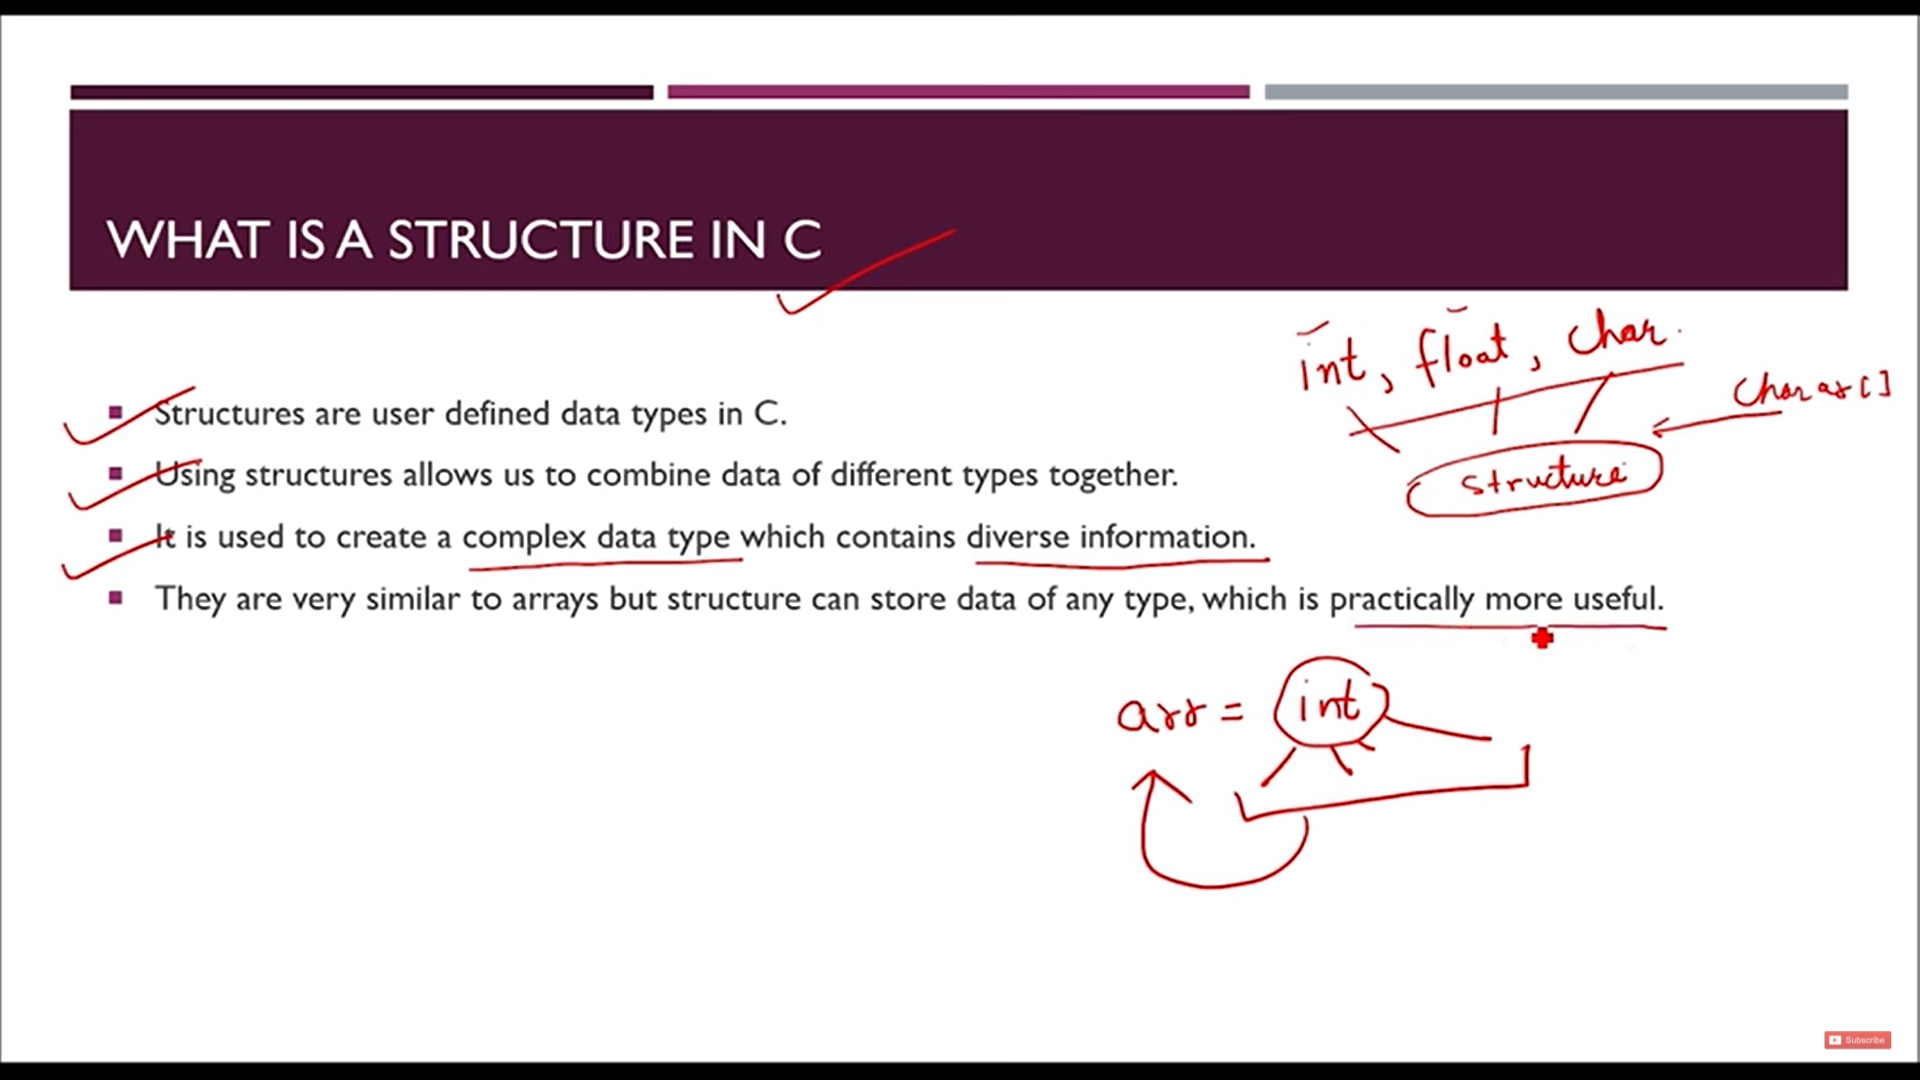 WHAT IS A STRUCTURE IN C
int, float, char.
char ar[]
structure
Structures are user defined data types in C.
Using structures allows us to combine data of different types together.
It is used to create a complex data type which contains diverse information.
They are very similar to arrays but structure can store data of any type, which is practically more useful.
arr = int
Subscribe